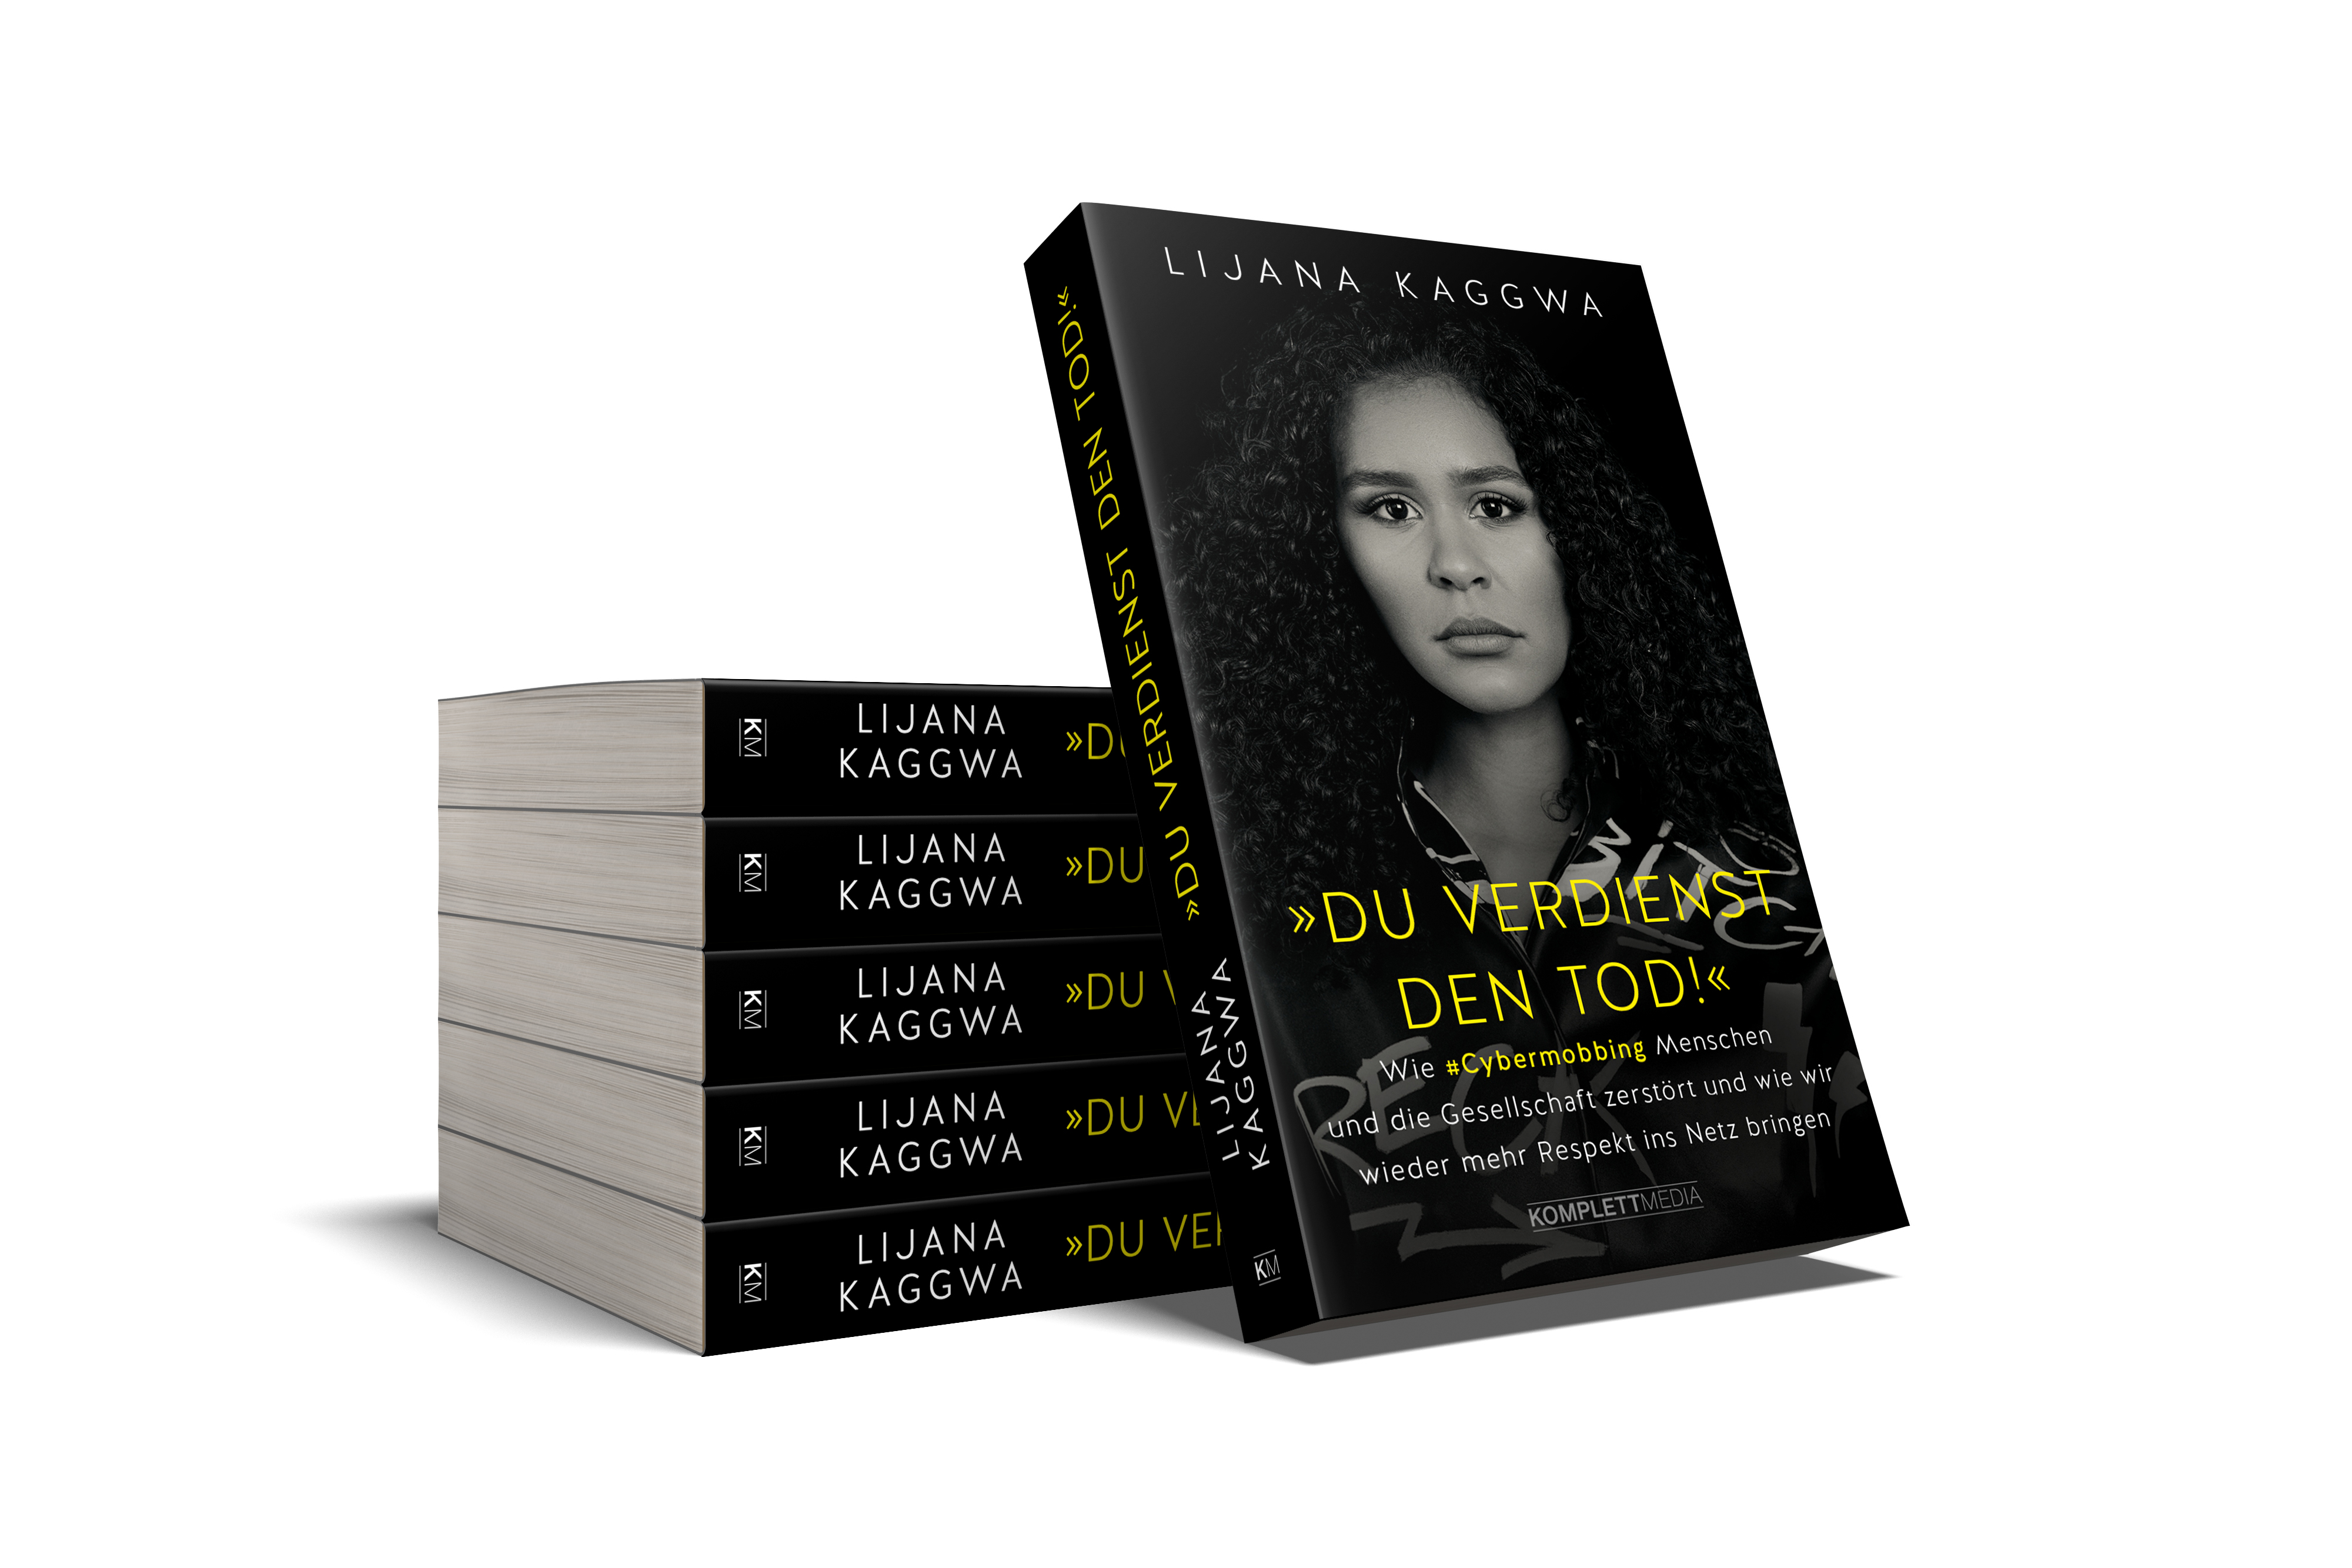 LIJANA KAGGWA
»DU VERDIENST
DEN TOD!«
Wie #Cybermobbing Menschen
und die Gesellschaft zerstört und wie wir
wieder mehr Respekt ins Netz bringen
KOMPLETTMEDIA
»DU VERDIENST DEN TOD!«
LIJANA
KAGGWA
KM
KM
LIJANA
KAGGWA
»DU
KM
LIJANA
KAGGWA
»DU
KM
LIJANA
KAGGWA
»DU V
KM
LIJANA
KAGGWA
»DU VE
KM
LIJANA
KAGGWA
»DU VER